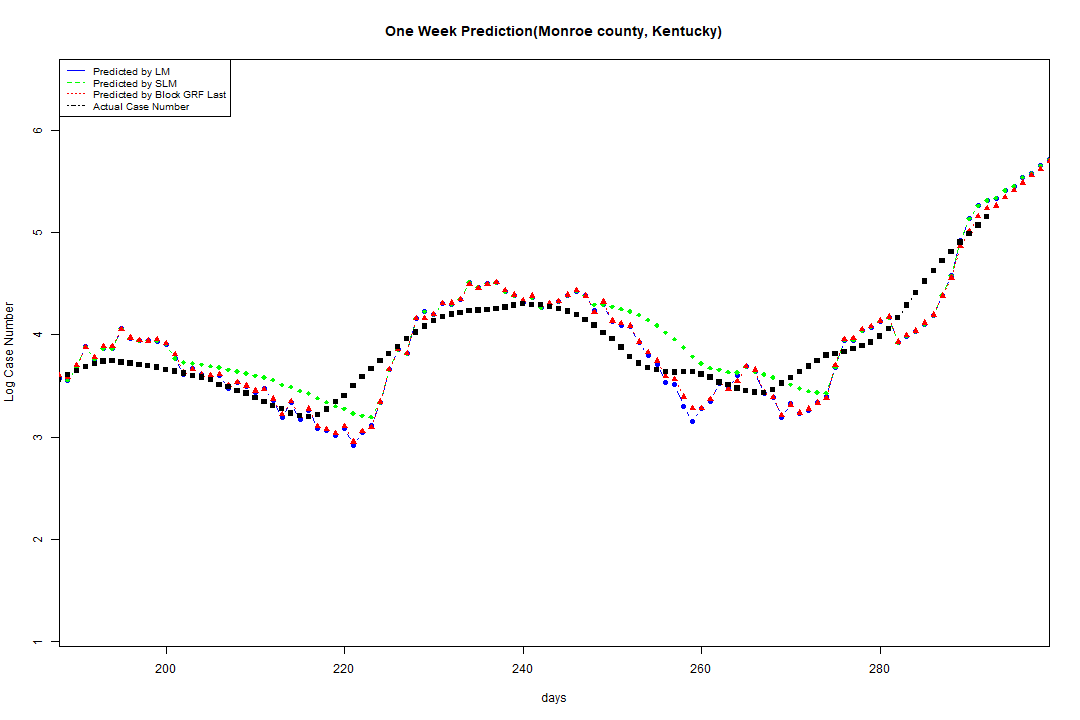 One Week Prediction(Monroe county, Kentucky)
Predicted by LM
Predicted by SLM
Predicted by Block GRF Last
Actual Case Number
6
5
4
3
2
1
Log Case Number
200 220 240 260 280
days